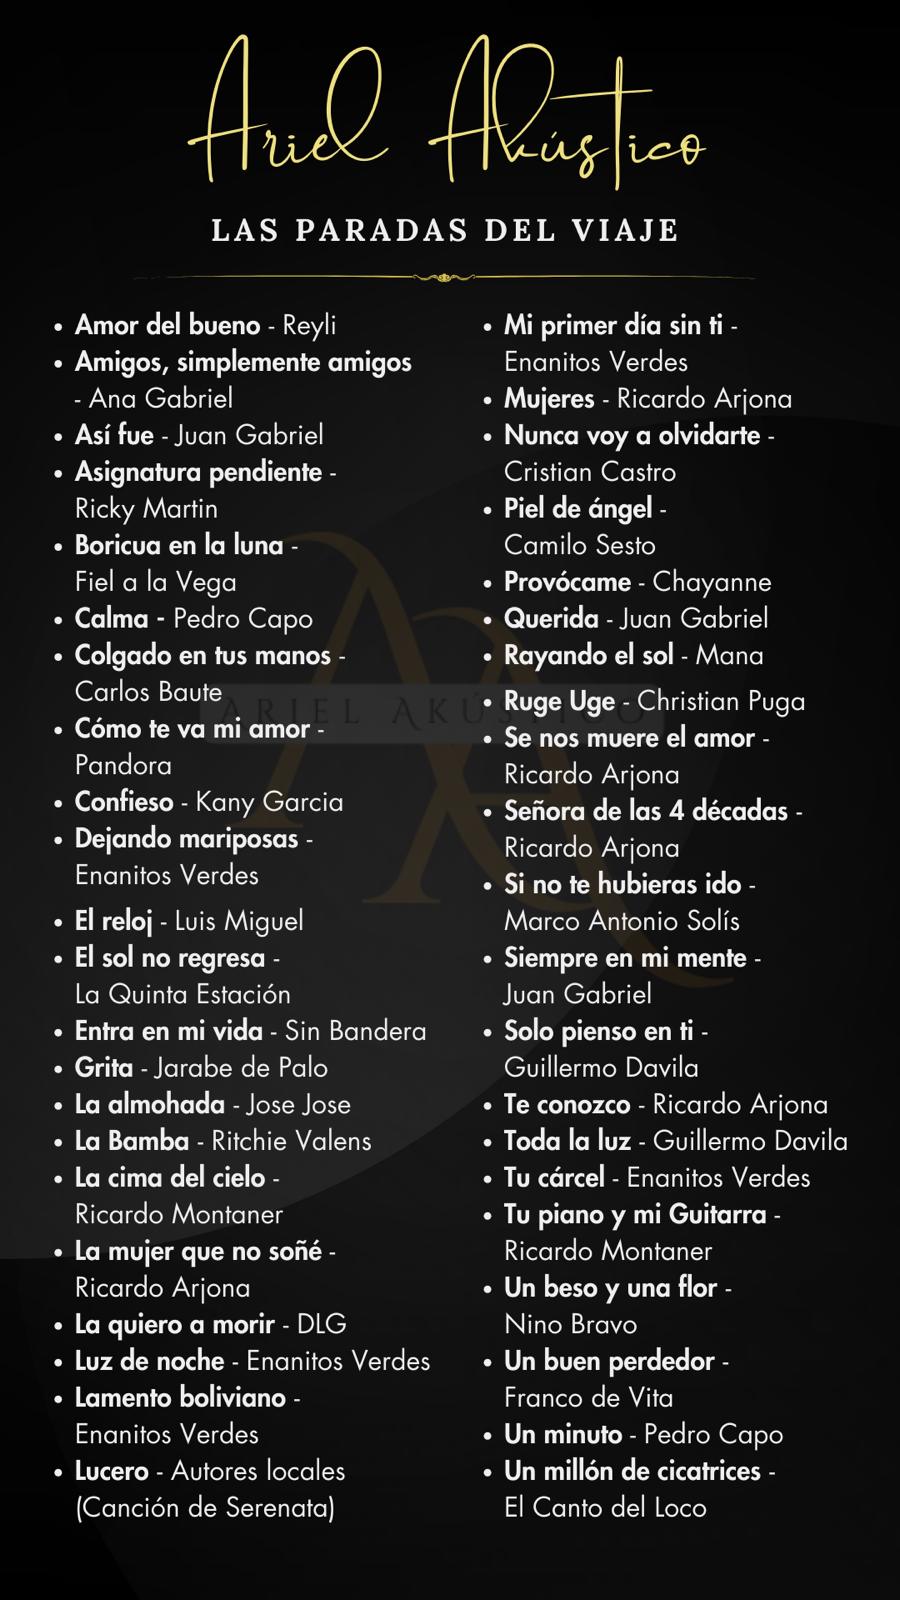 Ariel Akústico
LAS PARADAS DEL VIAJE
• Amor del bueno - Reyli
• Amigos, simplemente amigos
- Ana Gabriel
• Así fue - Juan Gabriel
• Asignatura pendiente -
Ricky Martin
• Boricua en la luna -
Fiel a la Vega
• Calma - Pedro Capo
• Colgado en tus manos -
Carlos Baute
• Cómo te va mi amor -
Pandora
• Confieso - Kany Garcia
• Dejando mariposas -
Enanitos Verdes
• El reloj - Luis Miguel
• El sol no regresa -
La Quinta Estación
• Entra en mi vida - Sin Bandera
• Grita - Jarabe de Palo
• La almohada - Jose Jose
• La Bamba - Ritchie Valens
• La cima del cielo -
Ricardo Montaner
• La mujer que no soñé -
Ricardo Arjona
• La quiero a morir - DLG
• Luz de noche - Enanitos Verdes
• Lamento boliviano -
Enanitos Verdes
• Lucero - Autores locales
(Canción de Serenata)
• Mi primer día sin ti -
Enanitos Verdes
• Mujeres - Ricardo Arjona
• Nunca voy a olvidarte -
Cristian Castro
• Piel de ángel -
Camilo Sesto
• Provócame - Chayanne
• Querida - Juan Gabriel
• Rayando el sol - Mana
• Ruge Uge - Christian Puga
• Se nos muere el amor -
Ricardo Arjona
• Señora de las 4 décadas -
Ricardo Arjona
• Si no te hubieras ido -
Marco Antonio Solís
• Siempre en mi mente -
Juan Gabriel
• Solo pienso en ti -
Guillermo Davila
• Te conozco - Ricardo Arjona
• Toda la luz - Guillermo Davila
• Tu cárcel - Enanitos Verdes
• Tu piano y mi Guitarra -
Ricardo Montaner
• Un beso y una flor -
Nino Bravo
• Un buen perdedor -
Franco de Vita
• Un minuto - Pedro Capo
• Un millón de cicatrices -
El Canto del Loco
ARIEL AKÚSTICO